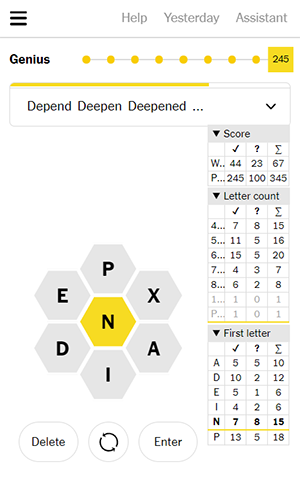 Help Yesterday Assistant
Genius 245
Depend Deepen Deepened ...
▼ Score
✓ ? Σ
W.. 44 23 67
P... 245 100 345
▼ Letter count
✓ ? Σ
4... 7 8 15
5... 11 5 16
6... 15 5 20
7... 4 3 7
8... 6 2 8
1... 1 0 1
P... 1 0 1
▼ First letter
✓ ? Σ
A 5 5 10
D 10 2 12
E 5 1 6
I 4 2 6
N 7 8 15
P 13 5 18
P
E X
N
D A
I
Delete Enter